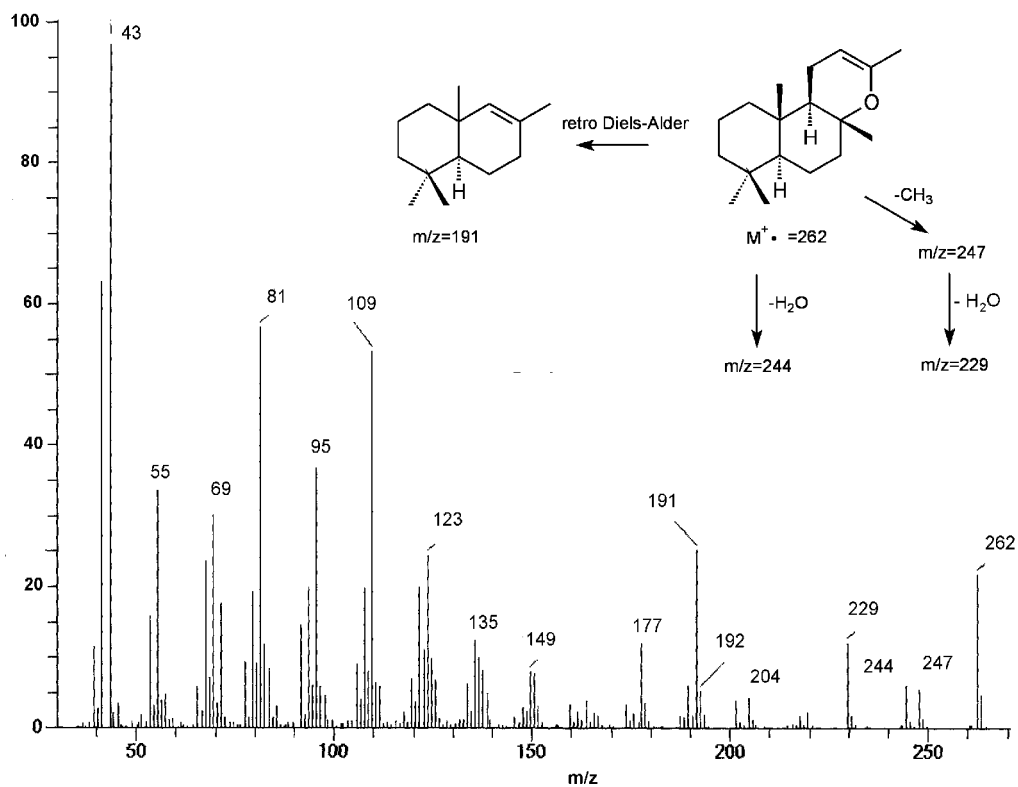 100
80
60
40
20
0
50
100
150
200
250
m/z
43
55
69
81
95
109
123
135
149
177
191
192
204
229
244
247
262
retro Diels-Alder
H
m/z=191
O
H
H
M⁺• =262
-CH₃
m/z=247
-H₂O
- H₂O
m/z=244
m/z=229